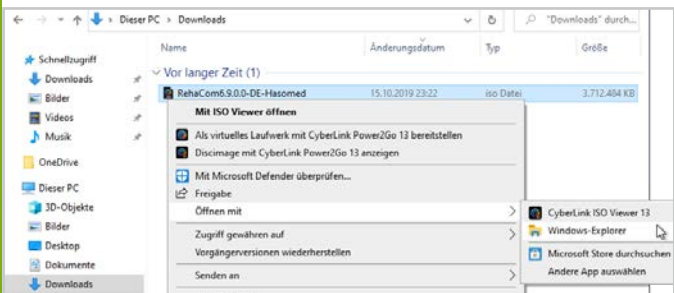 Dieser PC > Downloads
"Downloads" durch...
Name Änderungsdatum Typ Größe
Schnellzugriff
Vor langer Zeit (1)
Downloads
RehaCom6.9.0.0-DE-Hasomed 15.10.2019 23:22 iso Datei 3.712.484 KB
Bilder
Mit ISO Viewer öffnen
Videos
Als virtuelles Laufwerk mit CyberLink Power2Go 13 bereitstellen
Musik
Discimage mit CyberLink Power2Go 13 anzeigen
OneDrive
Mit Microsoft Defender überprüfen...
Dieser PC
Freigabe
3D-Objekte
Öffnen mit >
CyberLink ISO Viewer 13
Bilder
Zugriff gewähren auf >
Windows-Explorer
Desktop
Vorgängerversionen wiederherstellen
Microsoft Store durchsuchen
Dokumente
Andere App auswählen
Downloads
Senden an >